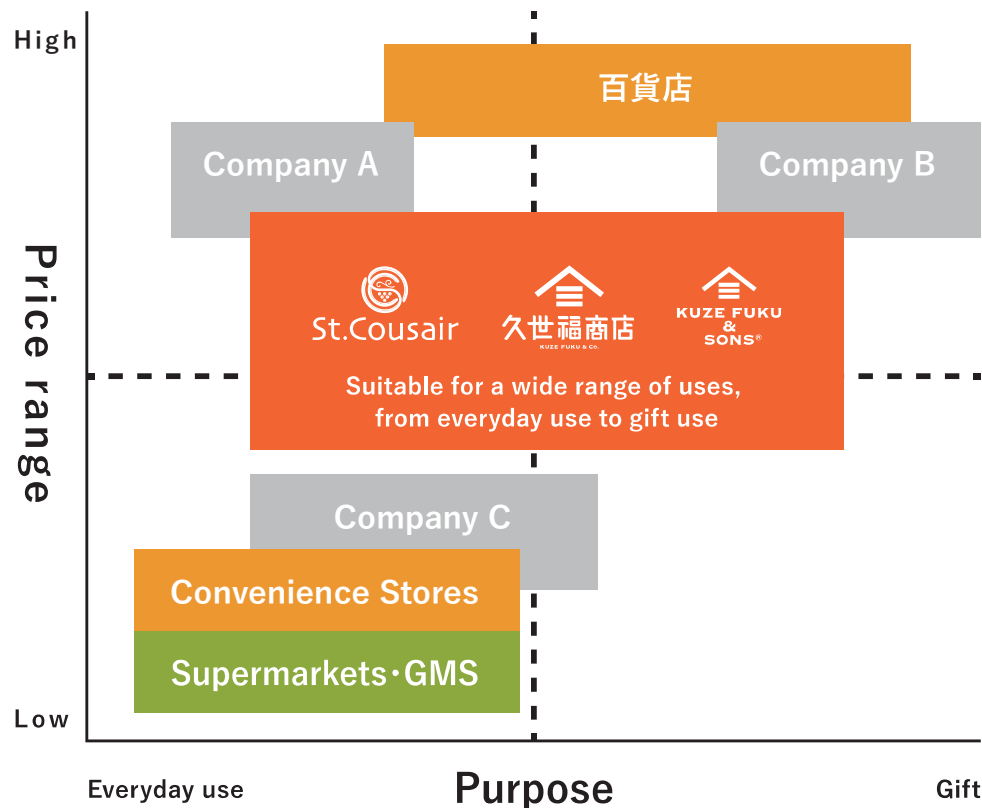 High
百貨店
Company A
Company B
Price range
St.Cousair
久世福商店
KUZE FUKU & CO.
KUZE FUKU
&
SONS®
Suitable for a wide range of uses,
from everyday use to gift use
Company C
Convenience Stores
Supermarkets・GMS
Low
Everyday use
Purpose
Gift